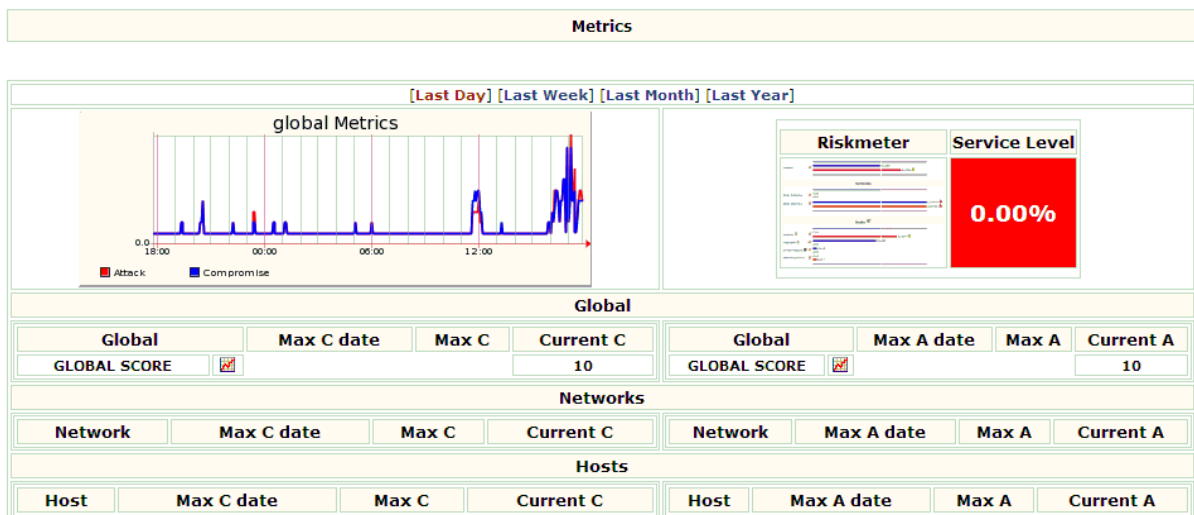 Metrics
[Last Day] [Last Week] [Last Month] [Last Year]
global Metrics
0.0
18:00 00:00 06:00 12:00
Attack Compromise
Riskmeter Service Level
0.00%
Global
Global Max C date Max C Current C Global Max A date Max A Current A
GLOBAL SCORE 10 GLOBAL SCORE 10
Networks
Network Max C date Max C Current C Network Max A date Max A Current A
Hosts
Host Max C date Max C Current C Host Max A date Max A Current A